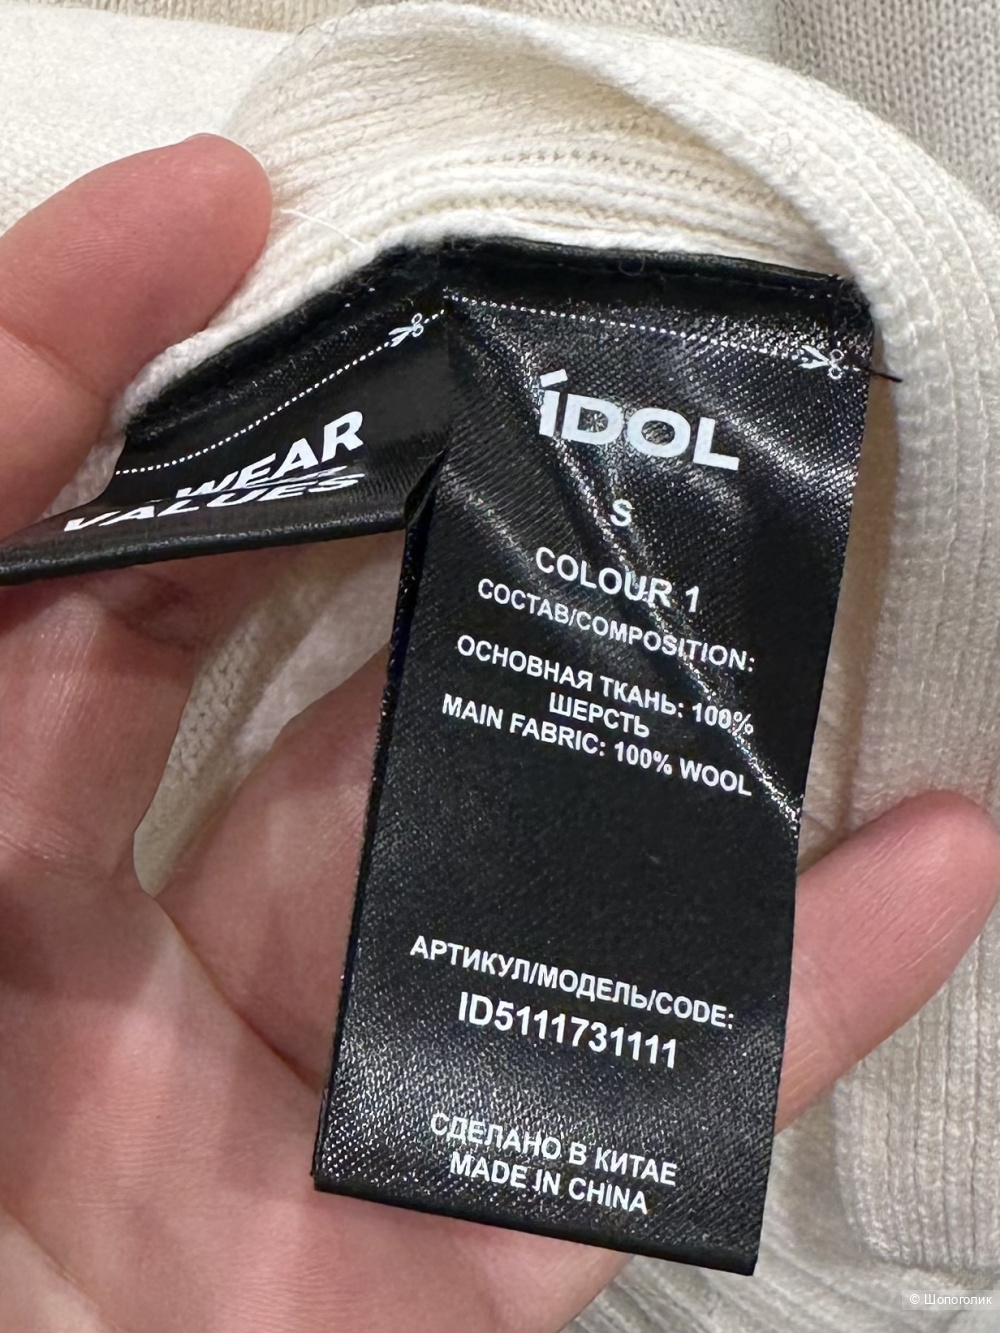 WEAR
VALUES
ÍDOL
S
COLOUR 1
СОСТАВ/COMPOSITION:
ОСНОВНАЯ ТКАНЬ: 100%
ШЕРСТЬ
MAIN FABRIC: 100% WOOL
АРТИКУЛ/МОДЕЛЬ/CODE:
ID5111731111
СДЕЛАНО В КИТАЕ
MADE IN CHINA
© Шопоголик